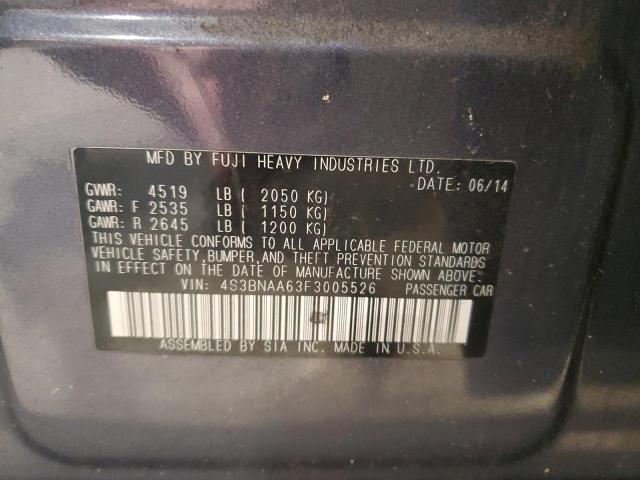 MFD BY FUJI HEAVY INDUSTRIES LTD.
DATE: 06/14
GVWR: 4519 LB ( 2050 KG)
GAWR: F 2535 LB ( 1150 KG)
GAWR: R 2645 LB ( 1200 KG)
THIS VEHICLE CONFORMS TO ALL APPLICABLE FEDERAL MOTOR
VEHICLE SAFETY,BUMPER,AND THEFT PREVENTION STANDARDS
IN EFFECT ON THE DATE OF MANUFACTURE SHOWN ABOVE.
VIN: 4S3BNAA63F3005526 PASSENGER CAR
ASSEMBLED BY SIA INC. MADE IN U.S.A.